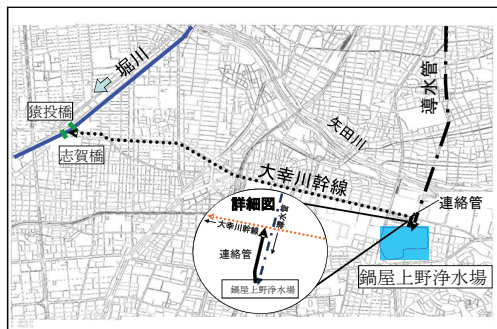 堀川
導水管
猿投橋
志賀橋
矢田川
大幸川幹線
連絡管
詳細図
大幸川幹線
導水管
連絡管
鍋屋上野浄水場
鍋屋上野浄水場